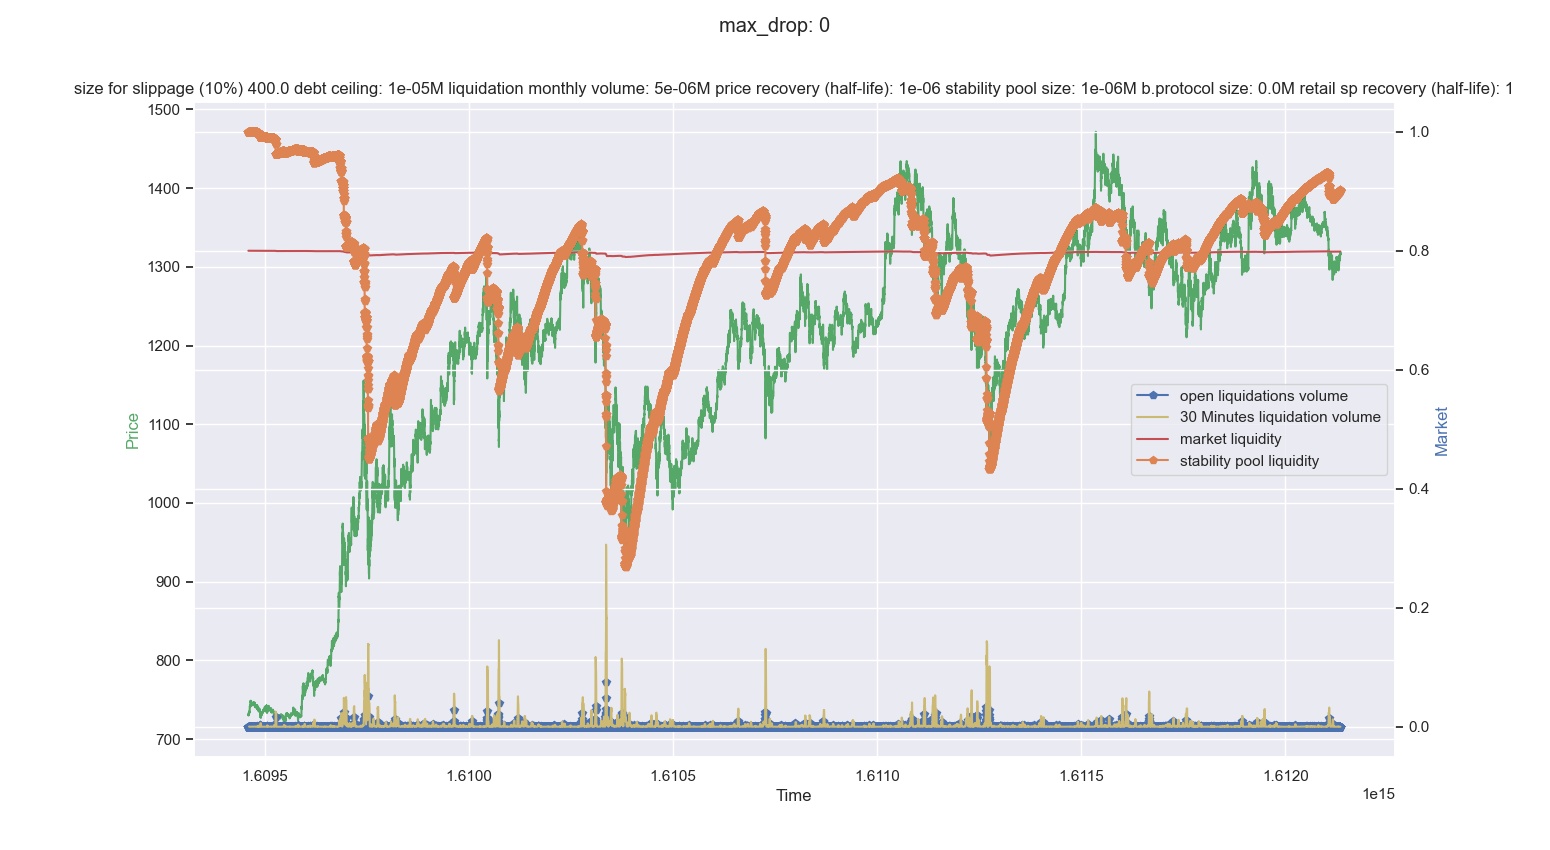 max_drop: 0
size for slippage (10%) 400.0 debt ceiling: 1e-05M liquidation monthly volume: 5e-06M price recovery (half-life): 1e-06 stability pool size: 1e-06M b.protocol size: 0.0M retail sp recovery (half-life): 1
1500
1400
1300
1200
1100
1000
900
800
700
Price
1.0
0.8
0.6
0.4
0.2
0.0
Market
open liquidations volume
30 Minutes liquidation volume
market liquidity
stability pool liquidity
1.6095 1.6100 1.6105 1.6110 1.6115 1.6120
Time
1e15